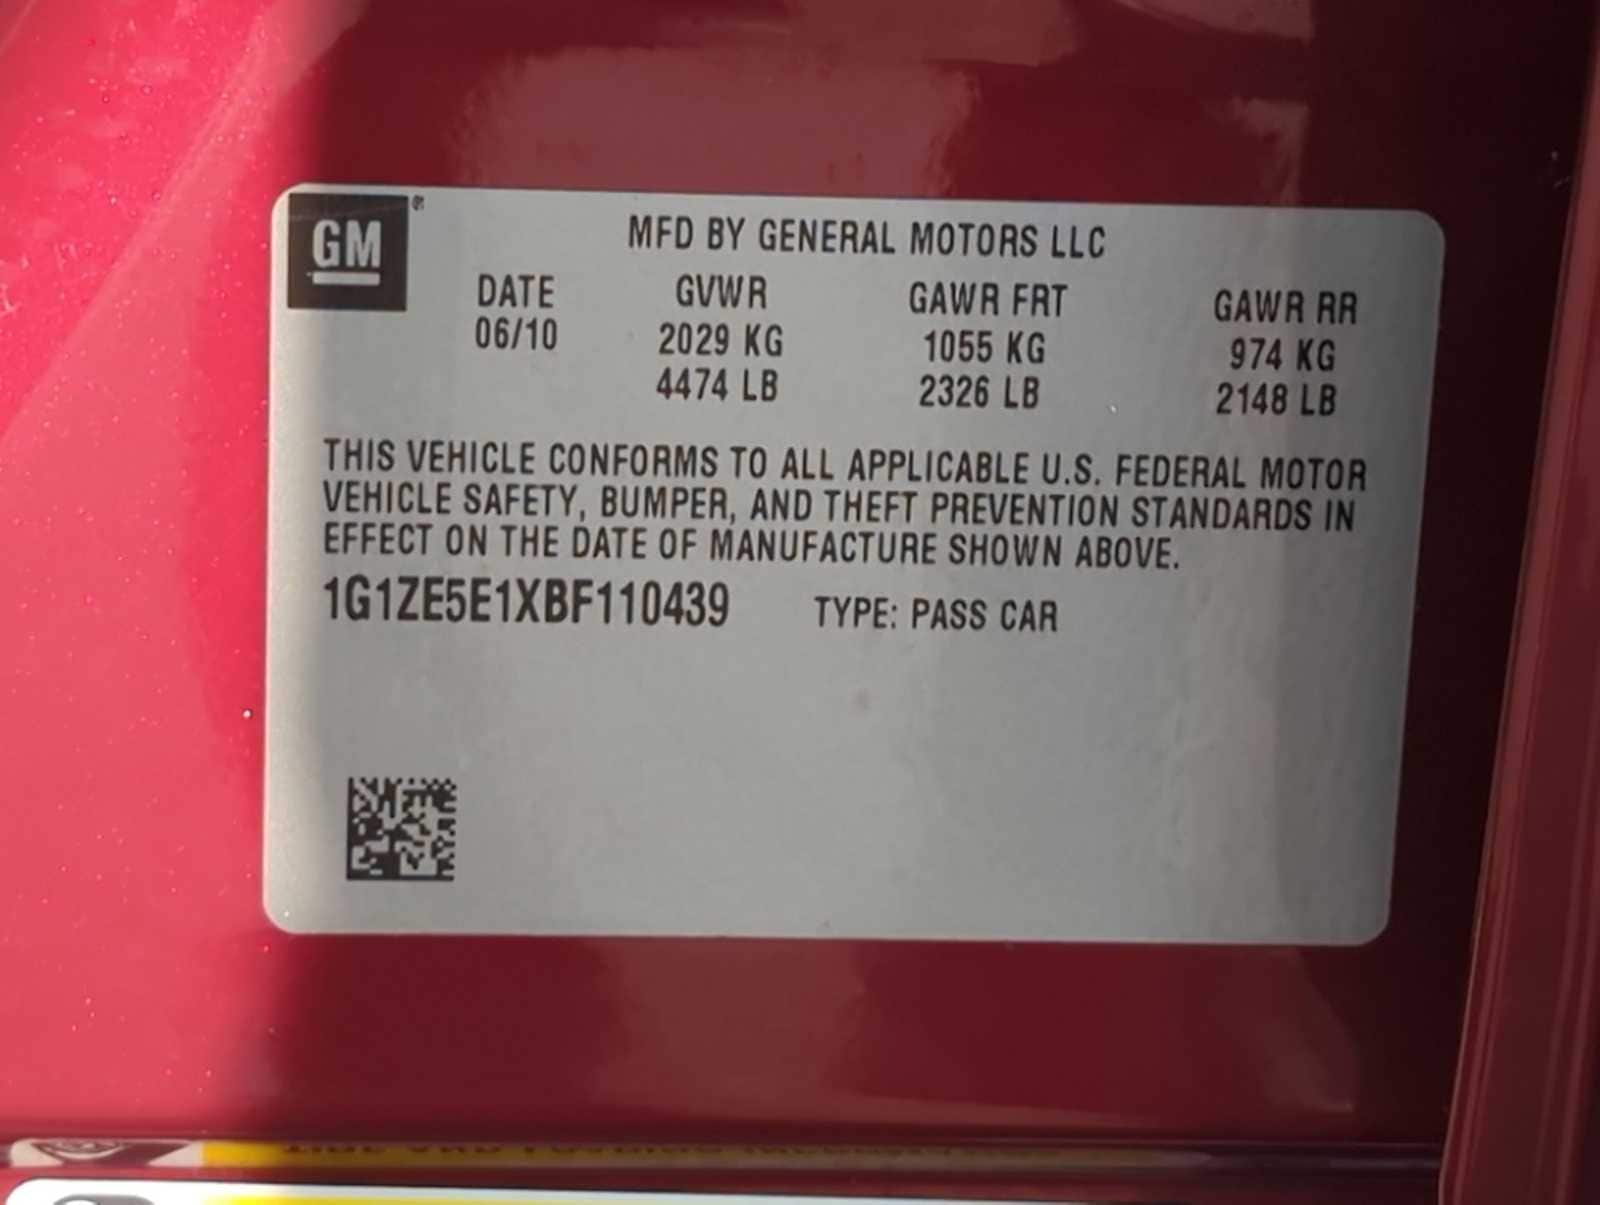 GM
MFD BY GENERAL MOTORS LLC
DATE GVWR GAWR FRT GAWR RR
06/10 2029 KG 1055 KG 974 KG
4474 LB 2326 LB 2148 LB
THIS VEHICLE CONFORMS TO ALL APPLICABLE U.S. FEDERAL MOTOR
VEHICLE SAFETY, BUMPER, AND THEFT PREVENTION STANDARDS IN
EFFECT ON THE DATE OF MANUFACTURE SHOWN ABOVE.
1G1ZE5E1XBF110439 TYPE: PASS CAR